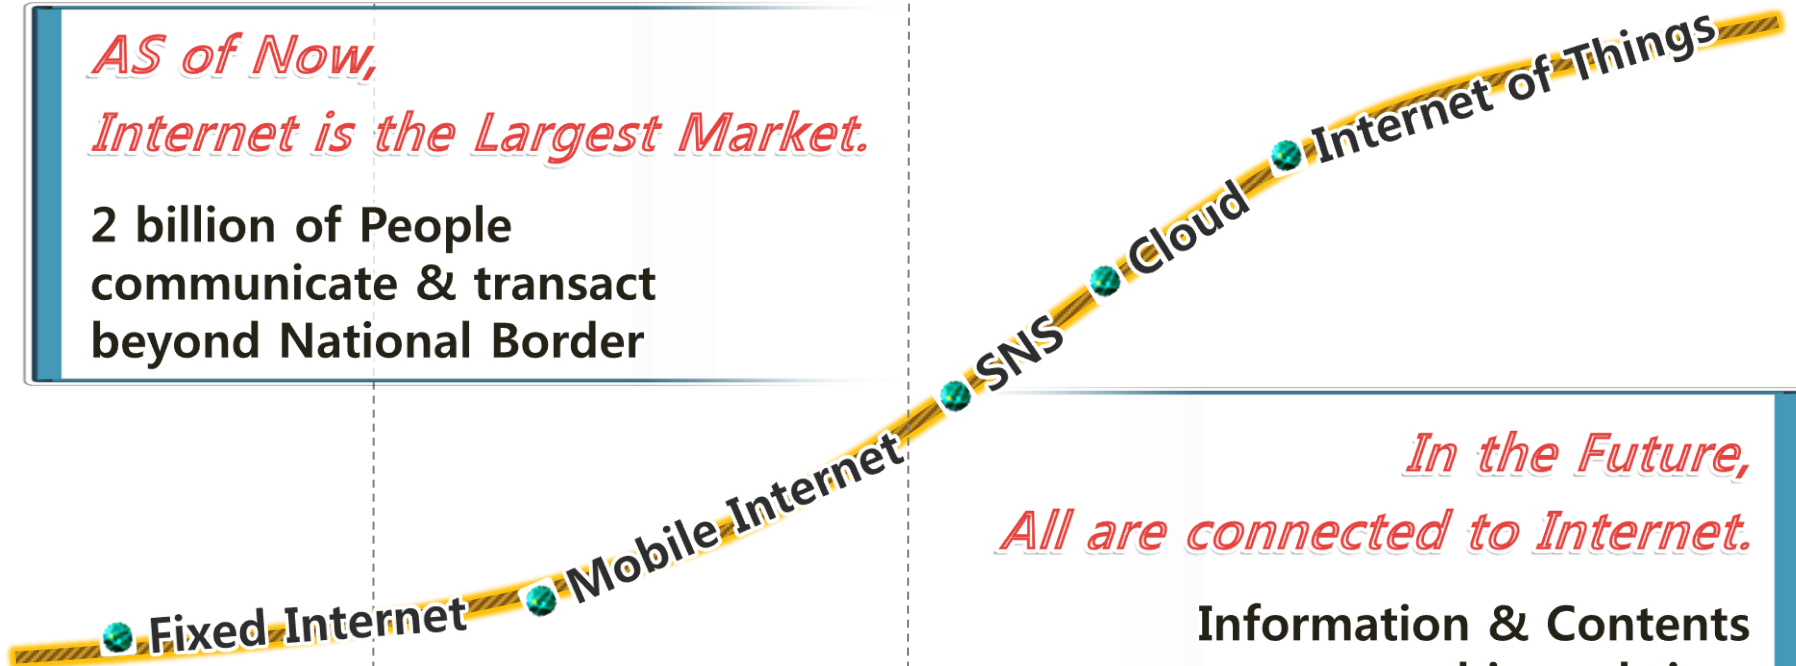 AS of Now,
Internet is the Largest Market.
2 billion of People
communicate & transact
beyond National Border
Internet of Things
Cloud
SNS
Mobile Internet
Fixed Internet
In the Future,
All are connected to Internet.
Information & Contents